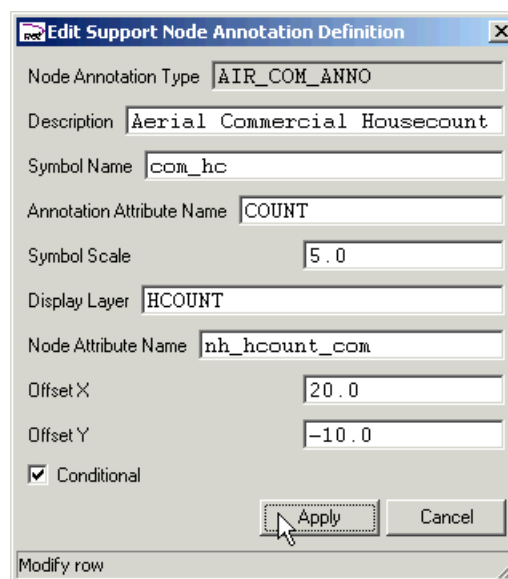 Edit Support Node Annotation Definition
Node Annotation Type AIR_COM_ANNO
Description Aerial Commercial Housecount
Symbol Name com_hc
Annotation Attribute Name COUNT
Symbol Scale 5.0
Display Layer HCOUNT
Node Attribute Name nh_hcount_com
Offset X 20.0
Offset Y -10.0
Conditional
Apply Cancel
Modify row